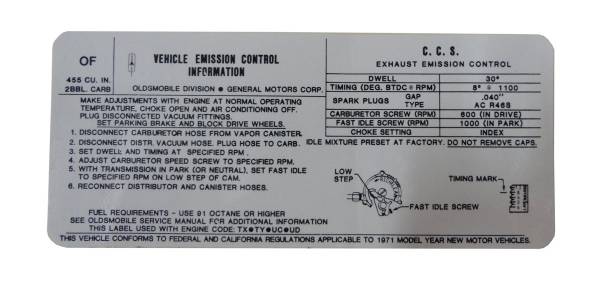 OF
455 CU. IN.
2BBL. CARB
VEHICLE EMISSION CONTROL
INFORMATION
OLDSMOBILE DIVISION • GENERAL MOTORS CORP.
MAKE ADJUSTMENTS WITH ENGINE AT NORMAL OPERATING
TEMPERATURE, CHOKE OPEN AND AIR CONDITIONING OFF.
PLUG DISCONNECTED VACUUM FITTINGS.
SET PARKING BRAKE AND BLOCK DRIVE WHEELS.
1. DISCONNECT CARBURETOR HOSE FROM VAPOR CANISTER.
2. DISCONNECT DISTR. VACUUM HOSE. PLUG HOSE TO CARB.
3. SET DWELL AND TIMING AT SPECIFIED RPM.
4. ADJUST CARBURETOR SPEED SCREW TO SPECIFIED RPM.
5. WITH TRANSMISSION IN PARK (OR NEUTRAL), SET FAST IDLE
TO SPECIFIED RPM ON LOW STEP OF CAM.
6. RECONNECT DISTRIBUTOR AND CANISTER HOSES.
C. C. S.
EXHAUST EMISSION CONTROL
DWELL 30°
TIMING (DEG. BTDC @ RPM) 8° @ 1100
SPARK PLUGS GAP .040"
TYPE AC R46S
CARBURETOR SCREW (RPM) 600 (IN DRIVE)
FAST IDLE SCREW (RPM) 1000 (IN PARK)
CHOKE SETTING INDEX
IDLE MIXTURE PRESET AT FACTORY. DO NOT REMOVE CAPS.
LOW
STEP
TIMING MARK
FAST IDLE SCREW
FUEL REQUIREMENTS - USE 91 OCTANE OR HIGHER
SEE OLDSMOBILE SERVICE MANUAL FOR ADDITIONAL INFORMATION
THIS LABEL USED WITH ENGINE CODE: TX•TY•UC•UD
THIS VEHICLE CONFORMS TO FEDERAL AND CALIFORNIA REGULATIONS APPLICABLE TO 1971 MODEL YEAR NEW MOTOR VEHICLES.